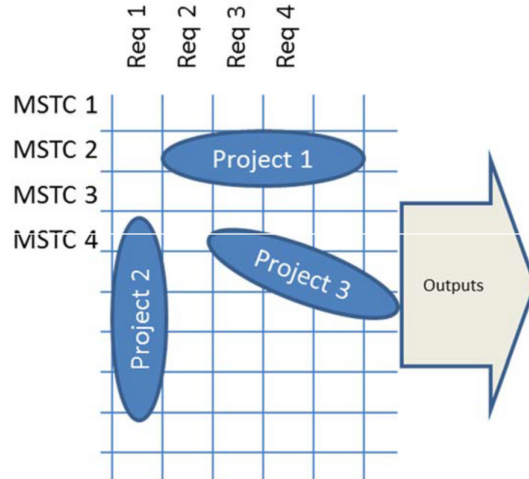 Req 1
Req 2
Req 3
Req 4
MSTC 1
MSTC 2
MSTC 3
MSTC 4
Project 1
Project 2
Project 3
Outputs